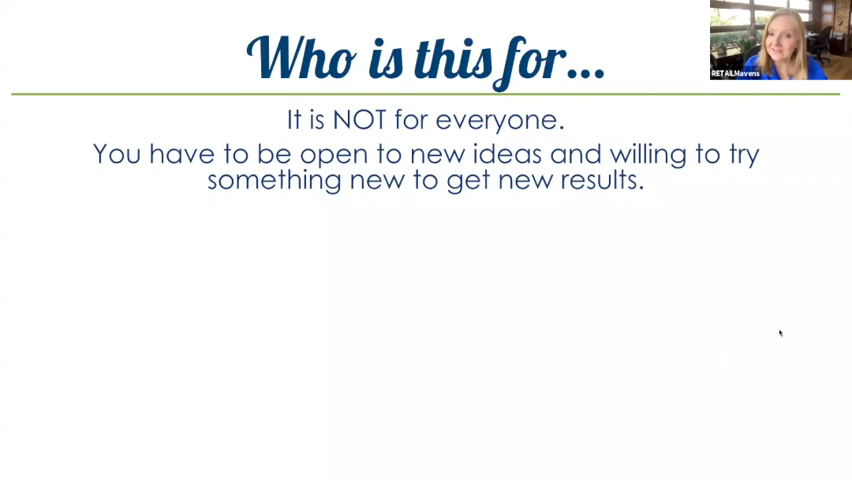 Who is this for...
RETAILMavens
It is NOT for everyone.
You have to be open to new ideas and willing to try
something new to get new results.